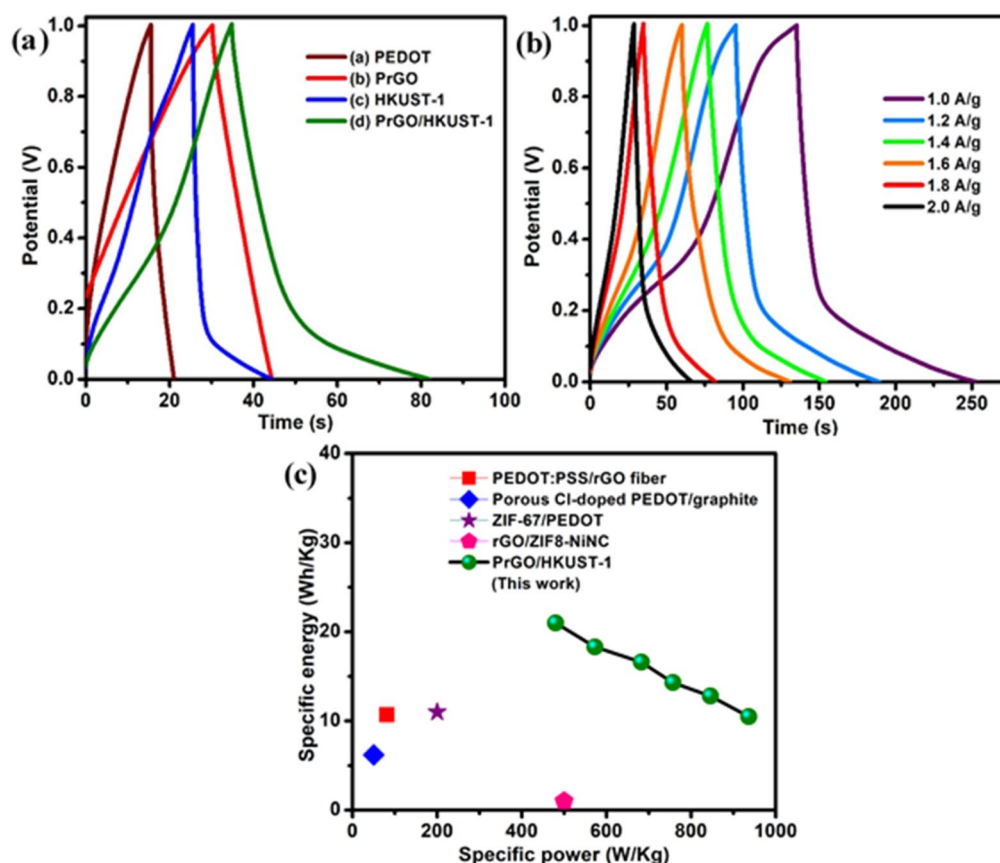 (a)
1.0
0.8
0.6
0.4
0.2
0.0
Potential (V)
(a) PEDOT
(b) PrGO
(c) HKUST-1
(d) PrGO/HKUST-1
0 20 40 60 80 100
Time (s)
(b)
1.0
0.8
0.6
0.4
0.2
0.0
Potential (V)
1.0 A/g
1.2 A/g
1.4 A/g
1.6 A/g
1.8 A/g
2.0 A/g
0 25 50 75 100 125 150 175 200 250
Time (s)
(c)
40
30
20
10
0
Specific energy (Wh/Kg)
PEDOT:PSS/rGO fiber
Porous Cl-doped PEDOT/graphite
ZIF-67/PEDOT
rGO/ZIF8-NiNC
PrGO/HKUST-1
(This work)
0 200 400 600 800 1000
Specific power (W/Kg)